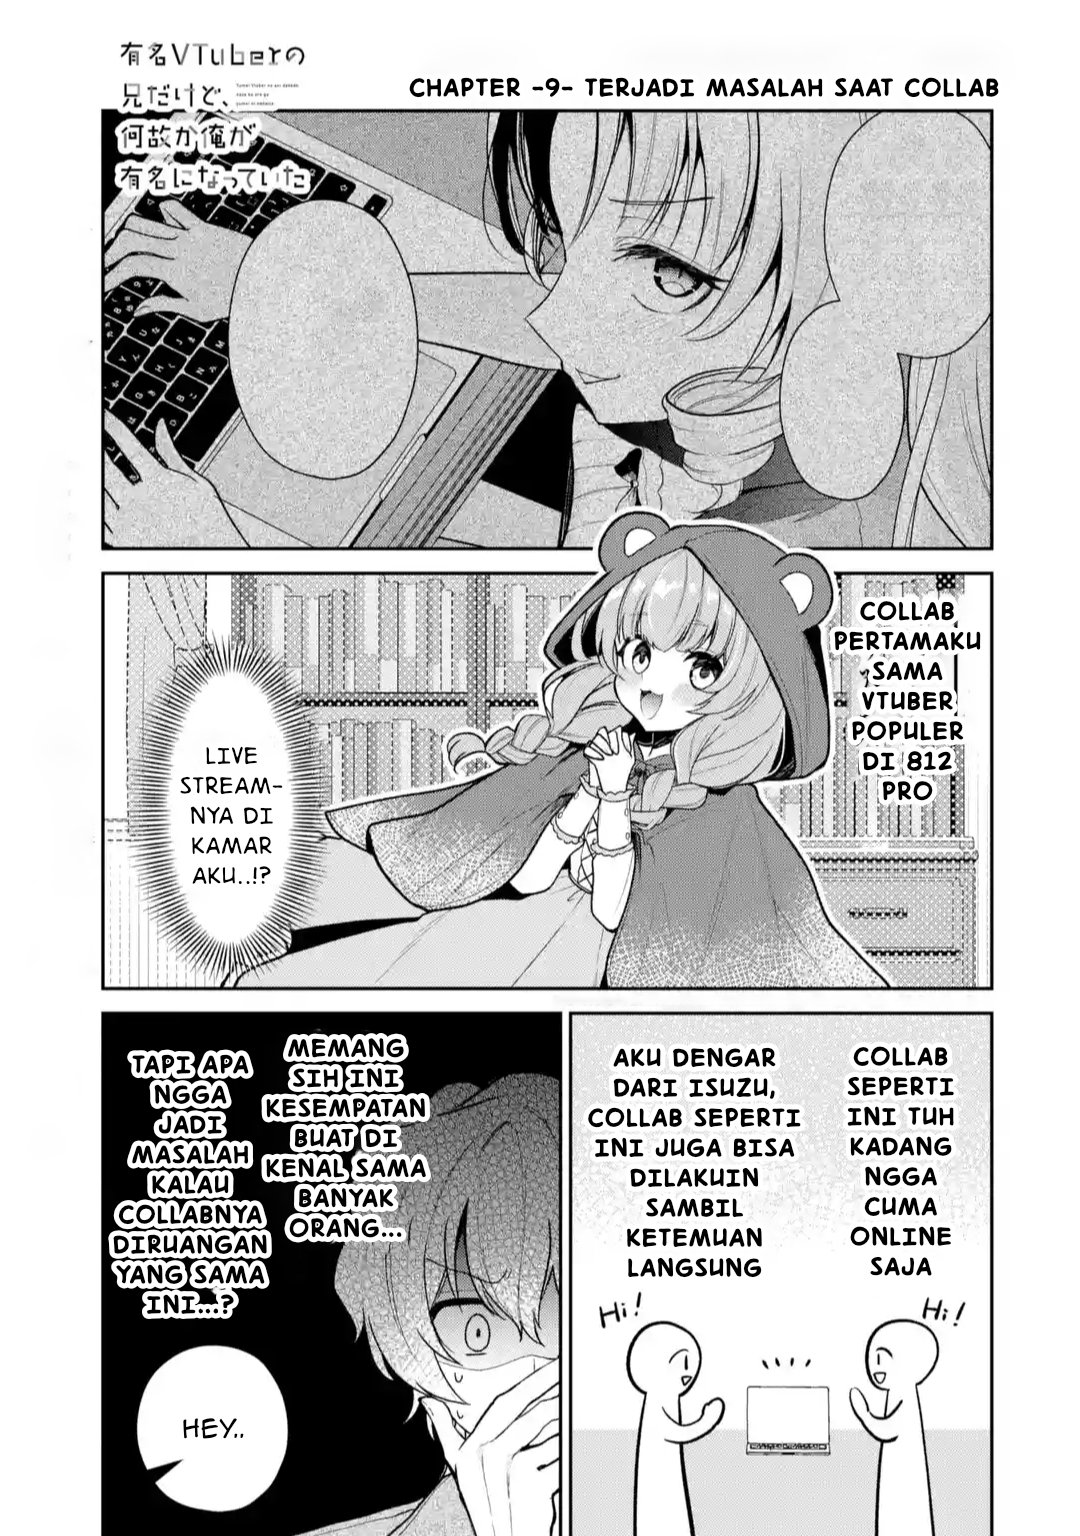 有名VTuberの
兄だけど、
何故か俺が
有名になっていた
CHAPTER -9- TERJADI MASALAH SAAT COLLAB
COLLAB
PERTAMAKU
SAMA
VTUBER
POPULER
DI 812
PRO
LIVE
STREAM-
NYA DI
KAMAR
AKU..!?
COLLAB
SEPERTI
INI TUH
KADANG
NGGA
CUMA
ONLINE
SAJA
AKU DENGAR
DARI ISUZU,
COLLAB SEPERTI
INI JUGA BISA
DILAKUIN
SAMBIL
KETEMUAN
LANGSUNG
Hi!
Hi!
MEMANG
SIH INI
KESEMPATAN
BUAT DI
KENAL SAMA
BANYAK
ORANG...
TAPI APA
NGGA
JADI
MASALAH
KALAU
COLLABNYA
DIRUANGAN
YANG SAMA
INI...?
HEY..